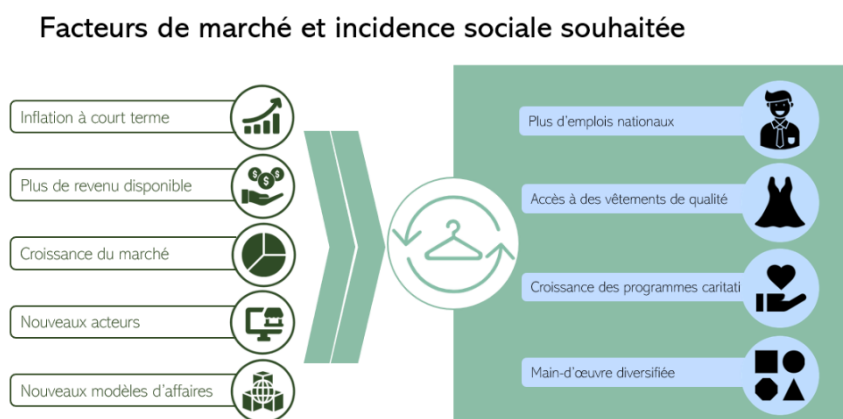 Facteurs de marché et incidence sociale souhaitée
Inflation à court terme
Plus de revenu disponible
Croissance du marché
Nouveaux acteurs
Nouveaux modèles d'affaires
Plus d'emplois nationaux
Accès à des vêtements de qualité
Croissance des programmes caritati
Main-d'œuvre diversifiée